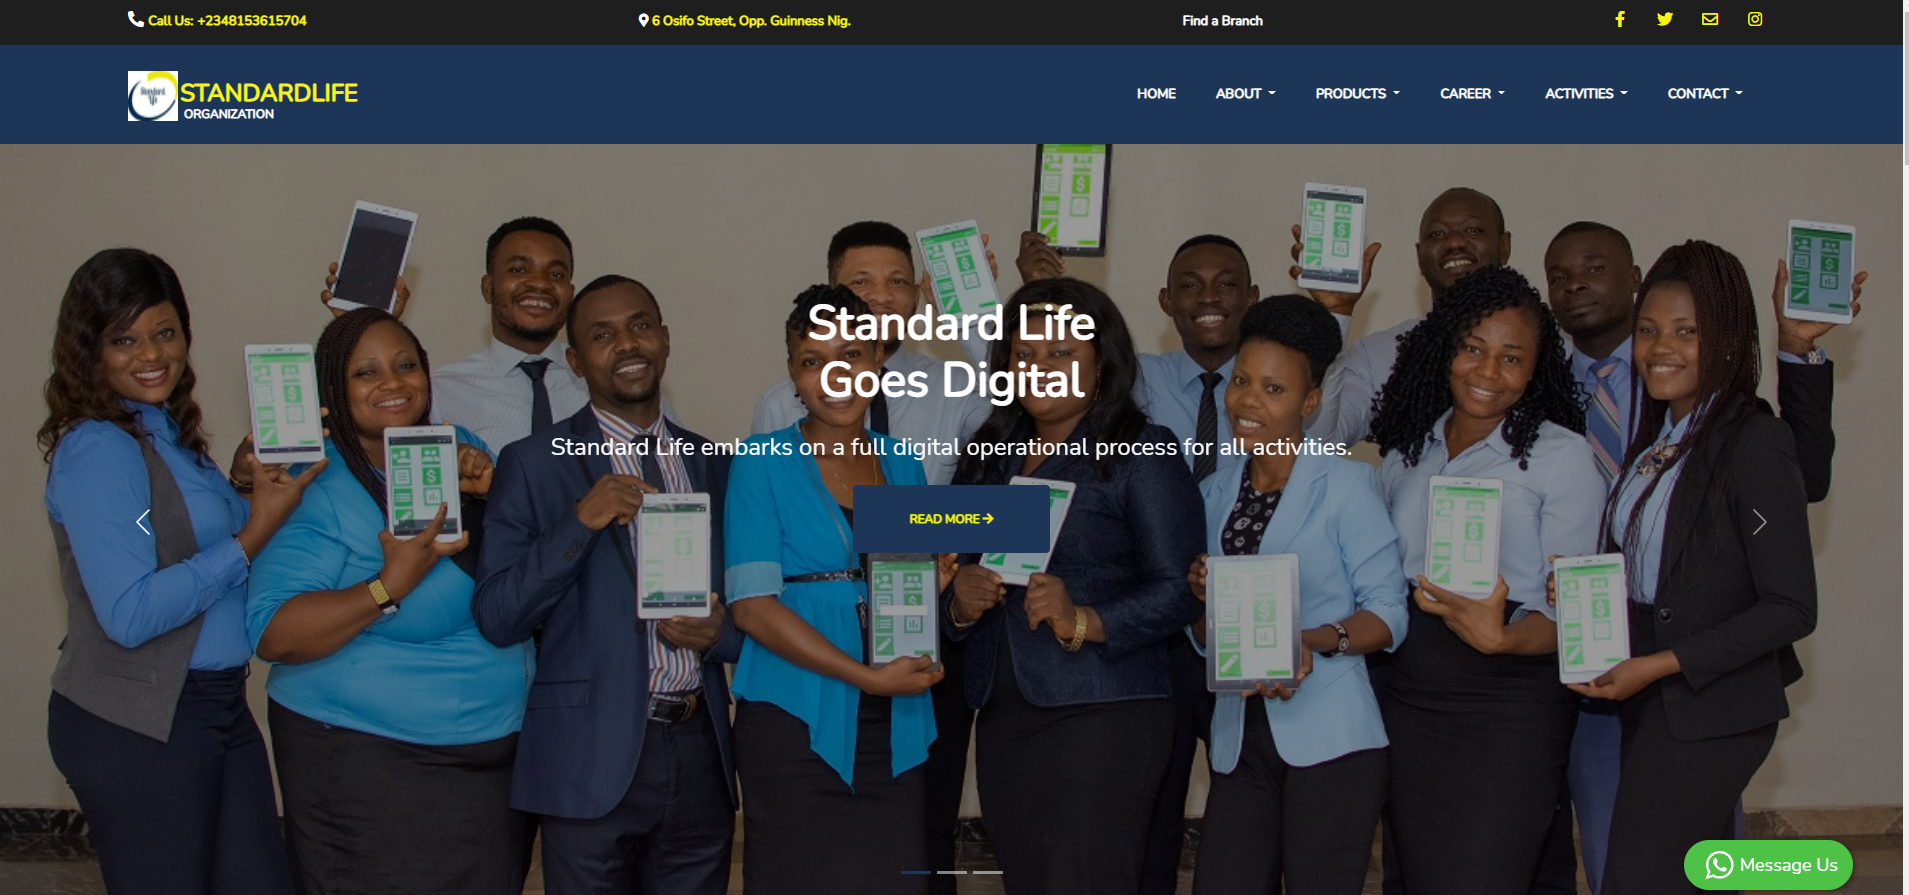 Call Us: +2348153615704
6 Osifo Street, Opp. Guinness Nig.
Find a Branch
Standard
life
STANDARDLIFE
ORGANIZATION
HOME
ABOUT
PRODUCTS
CAREER
ACTIVITIES
CONTACT
Standard Life
Goes Digital
Standard Life embarks on a full digital operational process for all activities.
READ MORE
Message Us